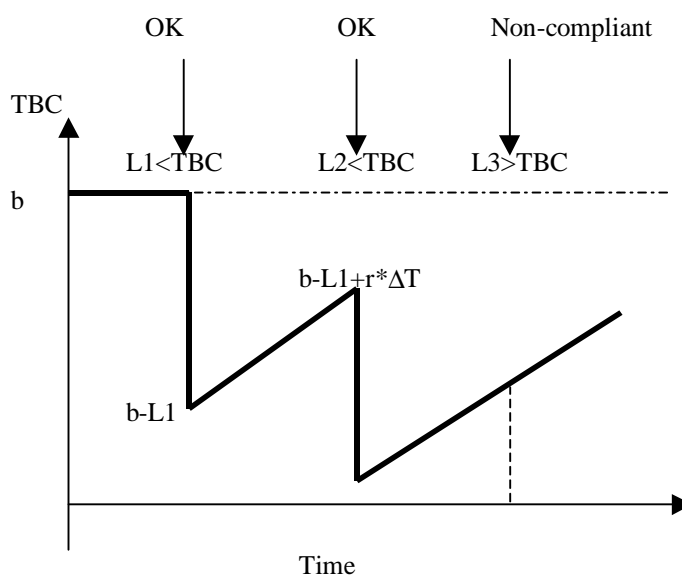 OK OK Non-compliant
TBC
L1<TBC L2<TBC L3>TBC
b
b-L1+r*ΔT
b-L1
Time